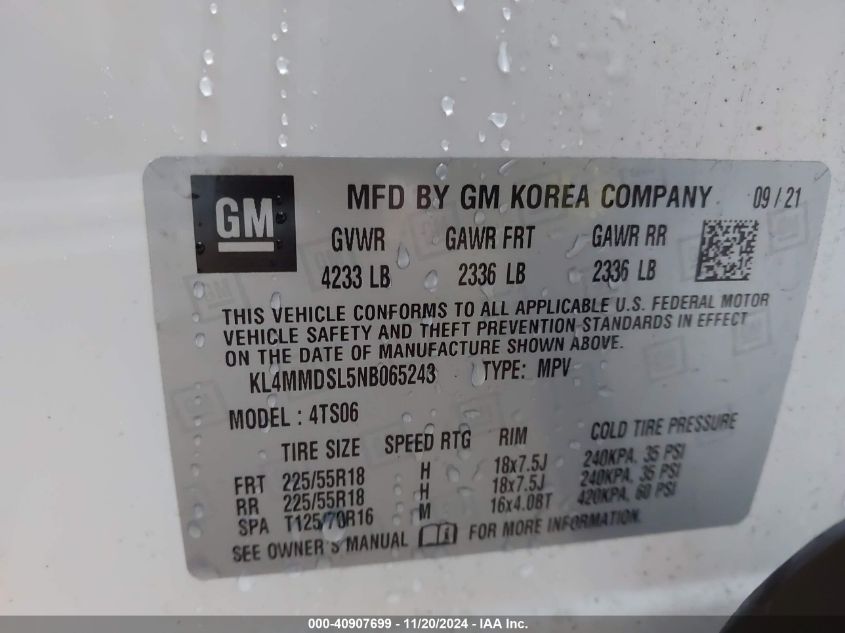 GM MFD BY GM KOREA COMPANY 09 / 21
GVWR GAWR FRT GAWR RR
4233 LB 2336 LB 2336 LB
THIS VEHICLE CONFORMS TO ALL APPLICABLE U.S. FEDERAL MOTOR
VEHICLE SAFETY AND THEFT PREVENTION STANDARDS IN EFFECT
ON THE DATE OF MANUFACTURE SHOWN ABOVE.
KL4MMDSL5NB065243 TYPE: MPV
MODEL : 4TS06
TIRE SIZE SPEED RTG RIM COLD TIRE PRESSURE
FRT 225/55R18 H 18x7.5J 240KPA, 35 PSI
RR 225/55R18 H 18x7.5J 240KPA, 35 PSI
SPA T125/70R16 M 16x4.0BT 420KPA, 60 PSI
SEE OWNER'S MANUAL FOR MORE INFORMATION.
000-40907699 - 11/20/2024 - IAA Inc.